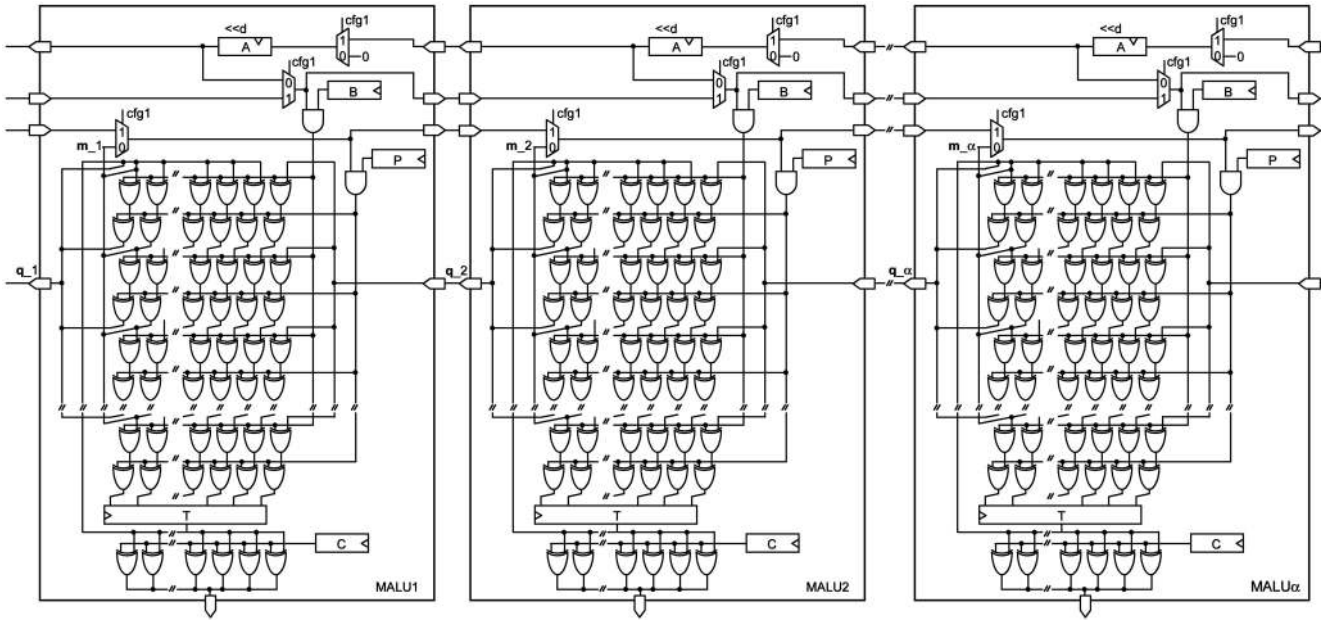 cfg1 cfg1 cfg1
<<d <<d <<d
A 1 A 1 A 1
0 0 0 0 0 0
cfg1 cfg1 cfg1
0 0 0
1 B 1 B 1 B
cfg1 cfg1 cfg1
1 1 1
m_1 0 m_2 0 m_α 0
P P P
q_1 q_2 q_α
T T T
C C C
MALU1 MALU2 MALUα